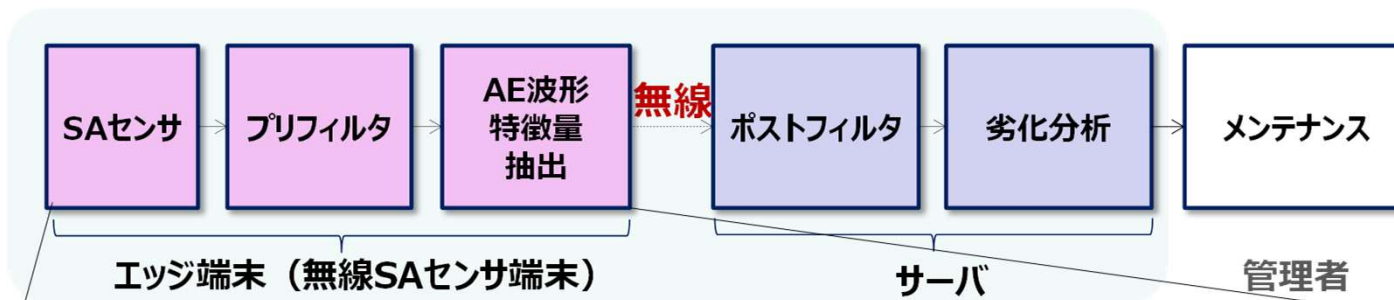 SAセンサ
プリフィルタ
AE波形
特徴量
抽出
無線
ポストフィルタ
劣化分析
メンテナンス
エッジ端末（無線SAセンサ端末）
サーバ
管理者